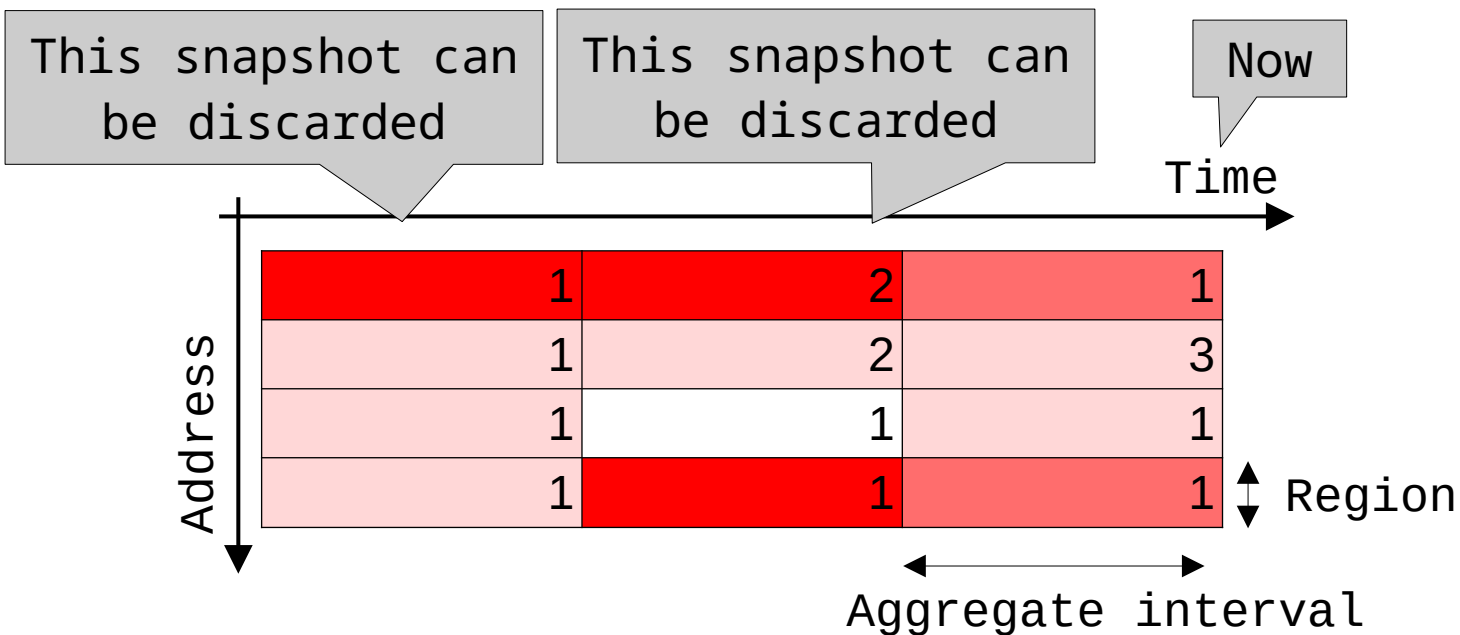 This snapshot can
be discarded
This snapshot can
be discarded
Now
Time
Address
1 2 1
1 2 3
1 1 1
1 1 1
Region
Aggregate interval